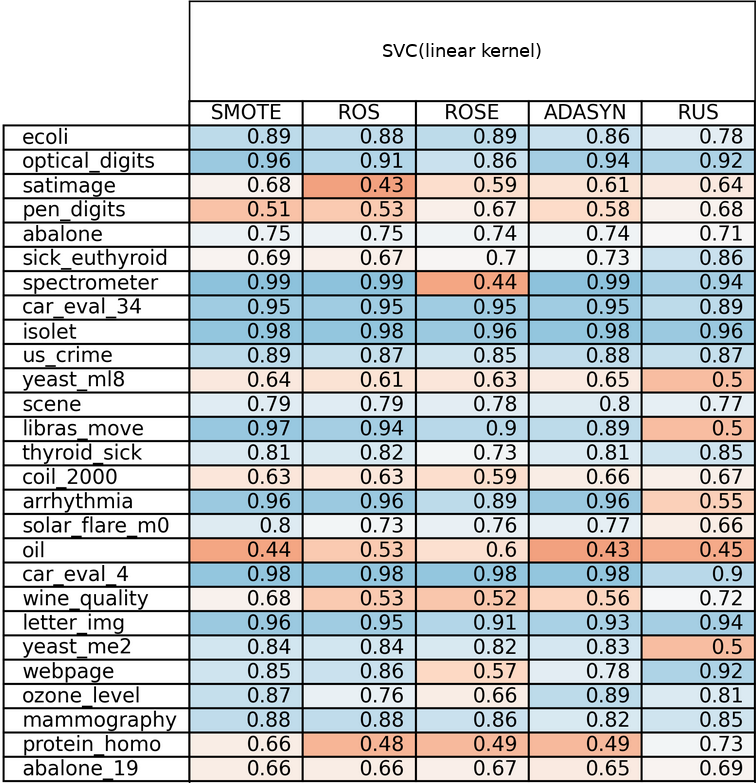 SVC(linear kernel)
SMOTE ROS ROSE ADASYN RUS
ecoli 0.89 0.88 0.89 0.86 0.78
optical_digits 0.96 0.91 0.86 0.94 0.92
satimage 0.68 0.43 0.59 0.61 0.64
pen_digits 0.51 0.53 0.67 0.58 0.68
abalone 0.75 0.75 0.74 0.74 0.71
sick_euthyroid 0.69 0.67 0.7 0.73 0.86
spectrometer 0.99 0.99 0.44 0.99 0.94
car_eval_34 0.95 0.95 0.95 0.95 0.89
isolet 0.98 0.98 0.96 0.98 0.96
us_crime 0.89 0.87 0.85 0.88 0.87
yeast_ml8 0.64 0.61 0.63 0.65 0.5
scene 0.79 0.79 0.78 0.8 0.77
libras_move 0.97 0.94 0.9 0.89 0.5
thyroid_sick 0.81 0.82 0.73 0.81 0.85
coil_2000 0.63 0.63 0.59 0.66 0.67
arrhythmia 0.96 0.96 0.89 0.96 0.55
solar_flare_m0 0.8 0.73 0.76 0.77 0.66
oil 0.44 0.53 0.6 0.43 0.45
car_eval_4 0.98 0.98 0.98 0.98 0.9
wine_quality 0.68 0.53 0.52 0.56 0.72
letter_img 0.96 0.95 0.91 0.93 0.94
yeast_me2 0.84 0.84 0.82 0.83 0.5
webpage 0.85 0.86 0.57 0.78 0.92
ozone_level 0.87 0.76 0.66 0.89 0.81
mammography 0.88 0.88 0.86 0.82 0.85
protein_homo 0.66 0.48 0.49 0.49 0.73
abalone_19 0.66 0.66 0.67 0.65 0.69